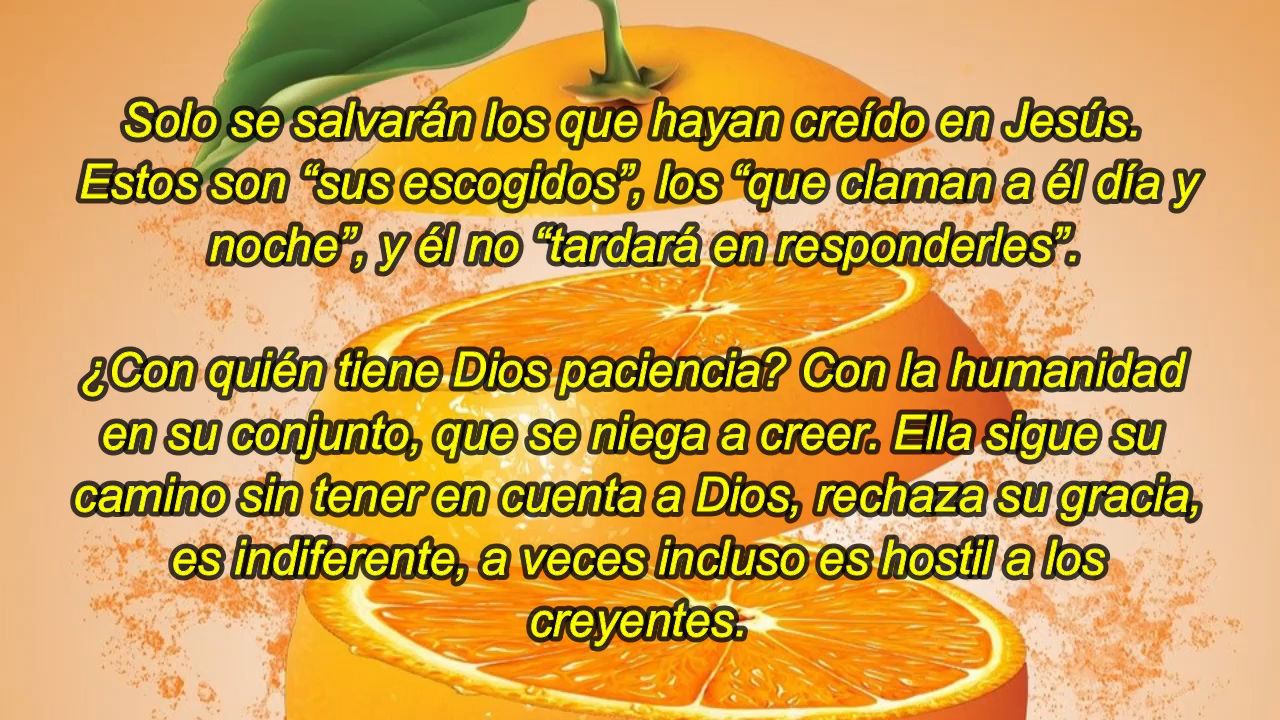 Solo se salvarán los que hayan creído en Jesús.
Estos son “sus escogidos”, los “que claman a él día y
noche”, y él no “tardará en responderles”.
¿Con quién tiene Dios paciencia? Con la humanidad
en su conjunto, que se niega a creer. Ella sigue su
camino sin tener en cuenta a Dios, rechaza su gracia,
es indiferente, a veces incluso es hostil a los
creyentes.